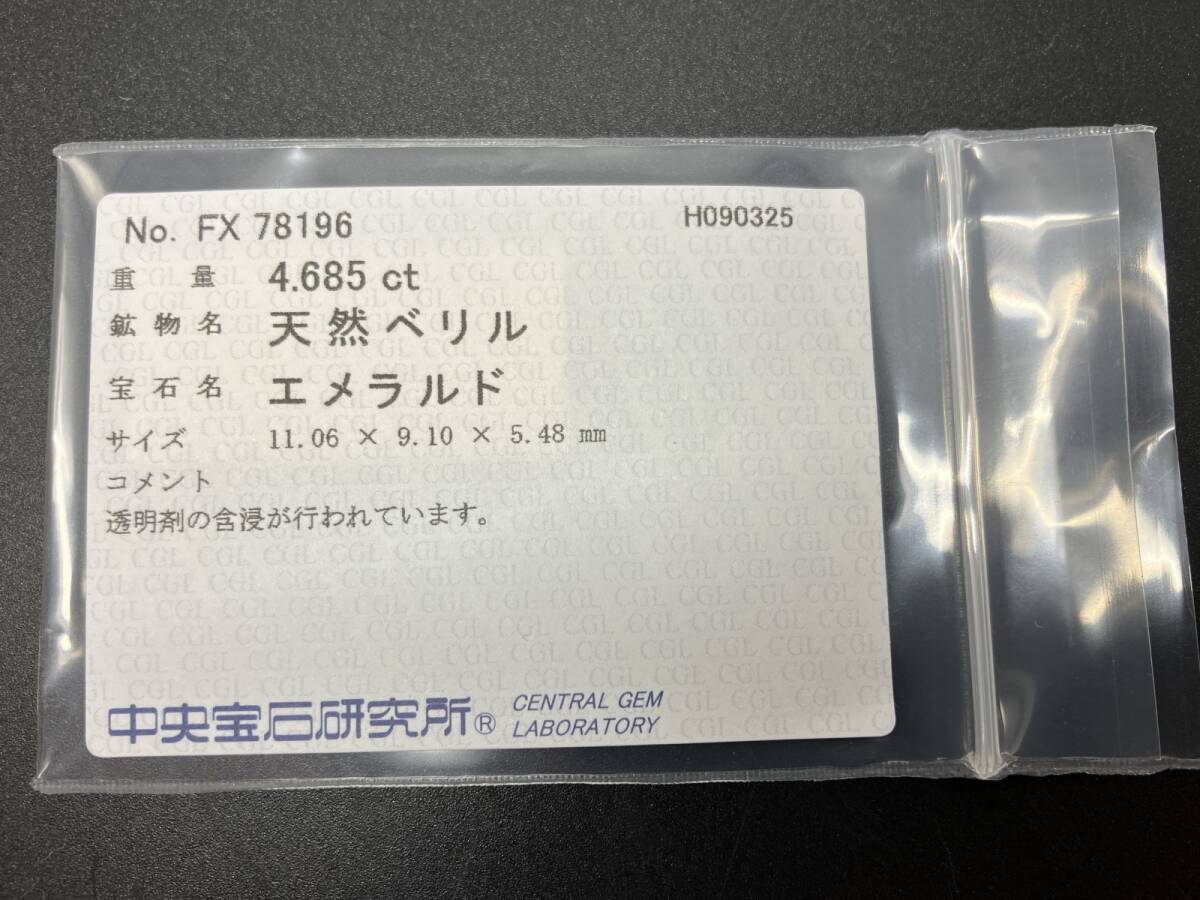 No. FX 78196 H090325
重量 4.685 ct
鉱物名 天然ベリル
宝石名 エメラルド
サイズ 11.06 × 9.10 × 5.48 mm
コメント
透明剤の含浸が行われています。
中央宝石研究所® CENTRAL GEM
LABORATORY